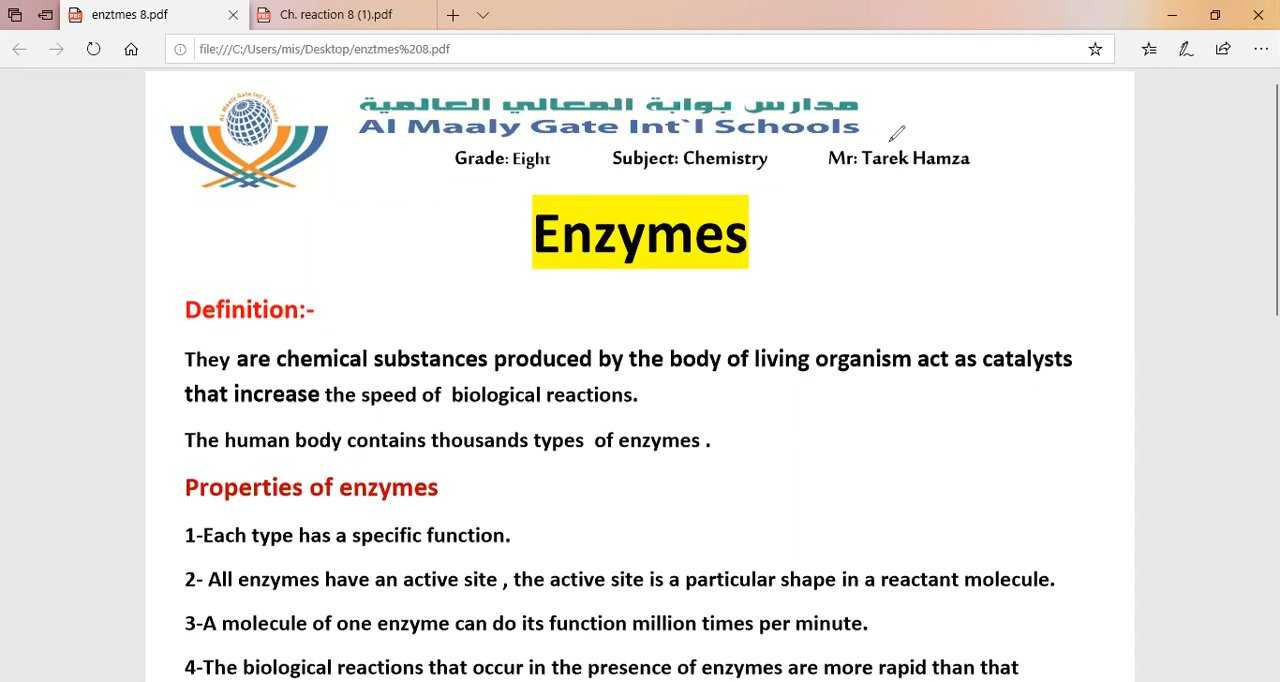 enztmes 8.pdf
Ch. reaction 8 (1).pdf
file:///C:/Users/mis/Desktop/enztmes%208.pdf
Al Maaly Gate Int'l Schools
مدارس بوابة المعالي العالمية
Al Maaly Gate Int`l Schools
Grade: Eight Subject: Chemistry Mr: Tarek Hamza
Enzymes
Definition:-
They are chemical substances produced by the body of living organism act as catalysts
that increase the speed of biological reactions.
The human body contains thousands types of enzymes .
Properties of enzymes
1-Each type has a specific function.
2- All enzymes have an active site , the active site is a particular shape in a reactant molecule.
3-A molecule of one enzyme can do its function million times per minute.
4-The biological reactions that occur in the presence of enzymes are more rapid than that